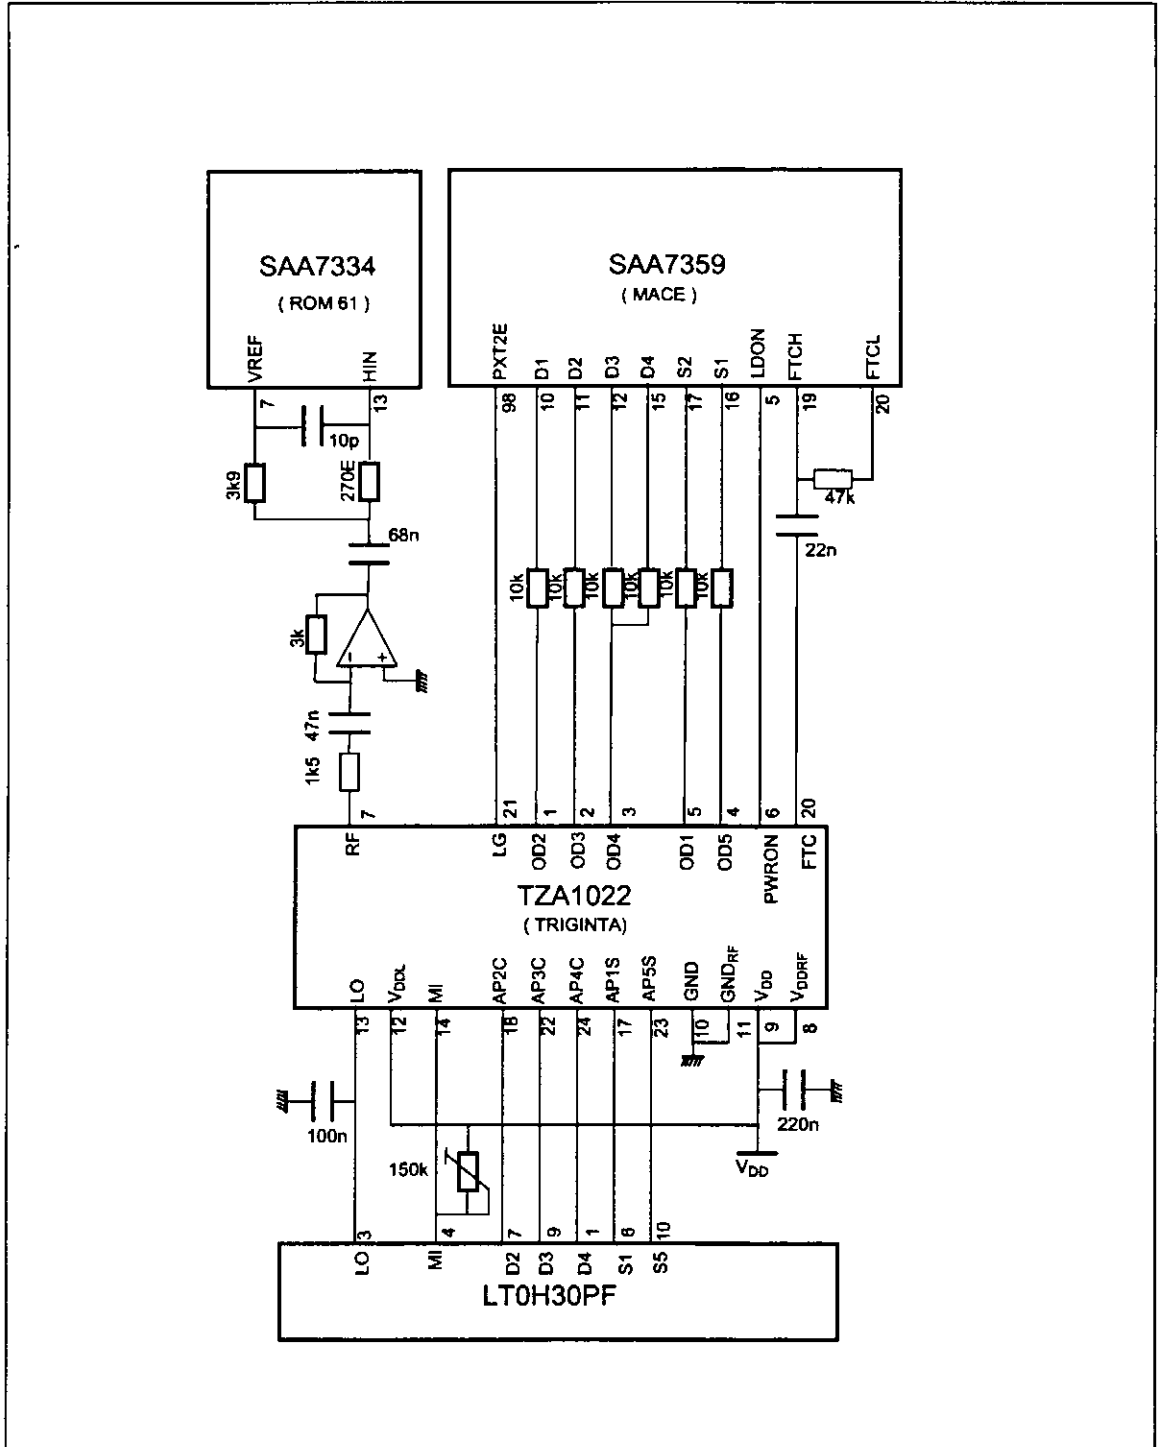 SAA7334
( ROM 61 )
VREF
HIN
7
13
10p
3k9
270E
68n
3k
-
+
47n
1k5
7
SAA7359
( MACE )
PXT2E
D1
D2
D3
D4
S2
S1
LDON
FTCH
FTCL
98
10
11
12
15
17
16
5
19
20
47k
22n
10k
10k
10k
10k
10k
10k
21
1
2
3
5
4
6
20
RF
LG
OD2
OD3
OD4
OD1
OD5
PWRON
FTC
TZA1022
( TRIGINTA)
LO
VDDL
MI
AP2C
AP3C
AP4C
AP1S
AP5S
GND
GNDRF
VDD
VDDRF
13
12
14
18
22
24
17
23
10
11
9
8
100n
220n
150k
VDD
3
4
7
9
1
6
10
LO
MI
D2
D3
D4
S1
S5
LT0H30PF